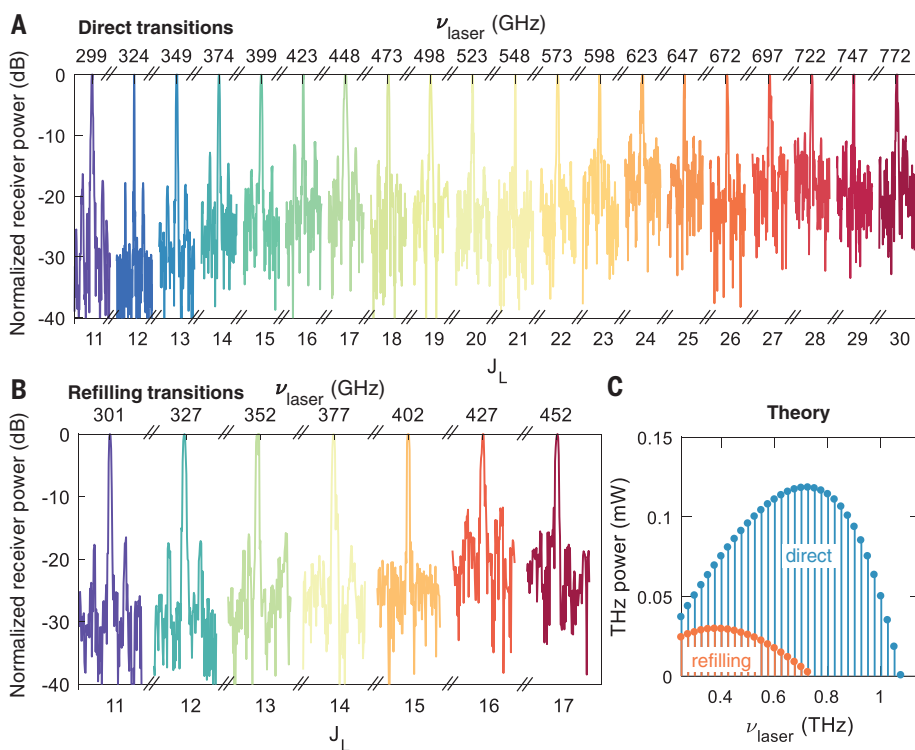 A
Direct transitions
νlaser (GHz)
299 324 349 374 399 423 448 473 498 523 548 573 598 623 647 672 697 722 747 772
Normalized receiver power (dB)
0
-10
-20
-30
-40
11 12 13 14 15 16 17 18 19 20 21 22 23 24 25 26 27 28 29 30
JL
B
Refilling transitions
νlaser (GHz)
301 327 352 377 402 427 452
Normalized receiver power (dB)
0
-10
-20
-30
-40
11 12 13 14 15 16 17
JL
C
Theory
THz power (mW)
0.15
0.1
0.05
0
direct
refilling
0.4 0.6 0.8 1
νlaser (THz)